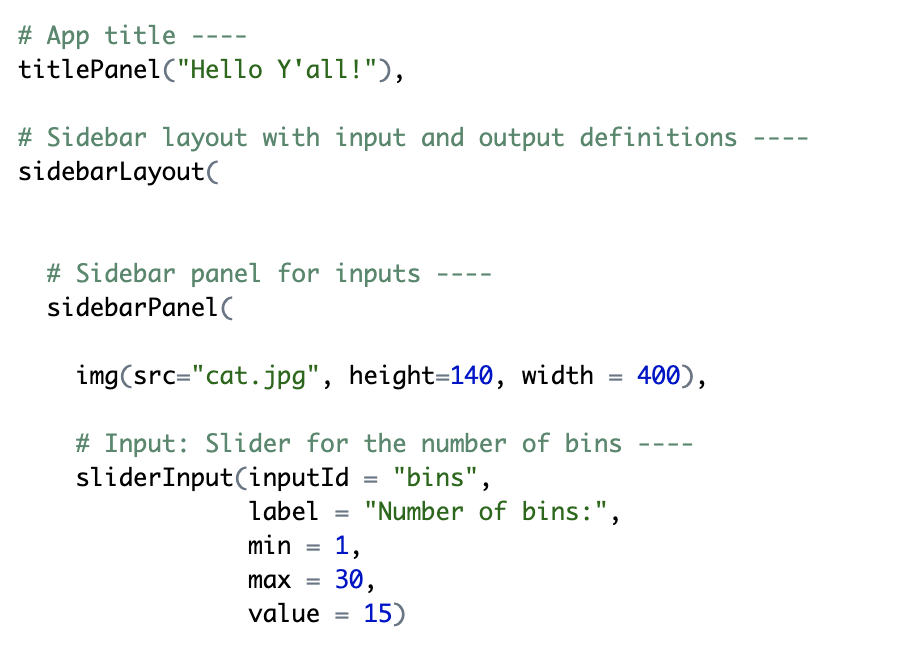 # App title ----
titlePanel("Hello Y'all!"),
# Sidebar layout with input and output definitions ----
sidebarLayout(
# Sidebar panel for inputs ----
sidebarPanel(
img(src="cat.jpg", height=140, width = 400),
# Input: Slider for the number of bins ----
sliderInput(inputId = "bins",
label = "Number of bins:",
min = 1,
max = 30,
value = 15)